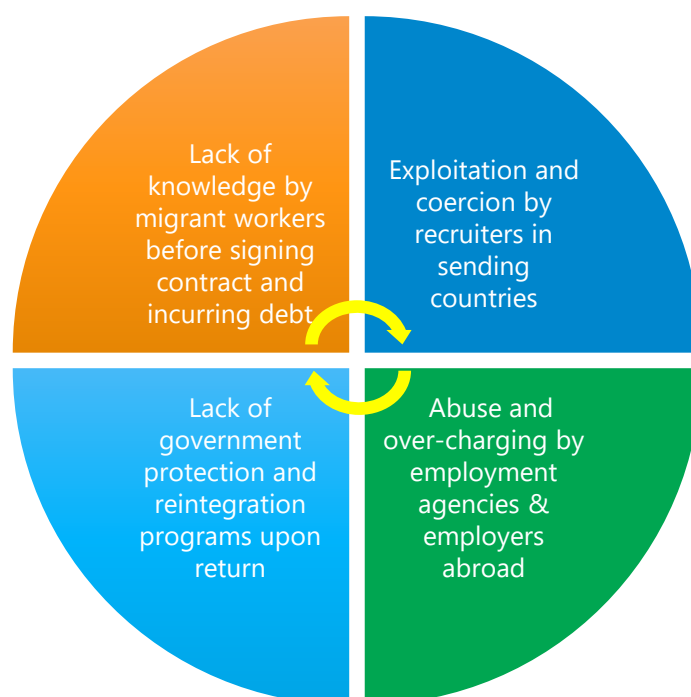 Lack of
knowledge by
migrant workers
before signing
contract and
incurring debt
Exploitation and
coercion by
recruiters in
sending
countries
Lack of
government
protection and
reintegration
programs upon
return
Abuse and
over-charging by
employment
agencies &
employers
abroad